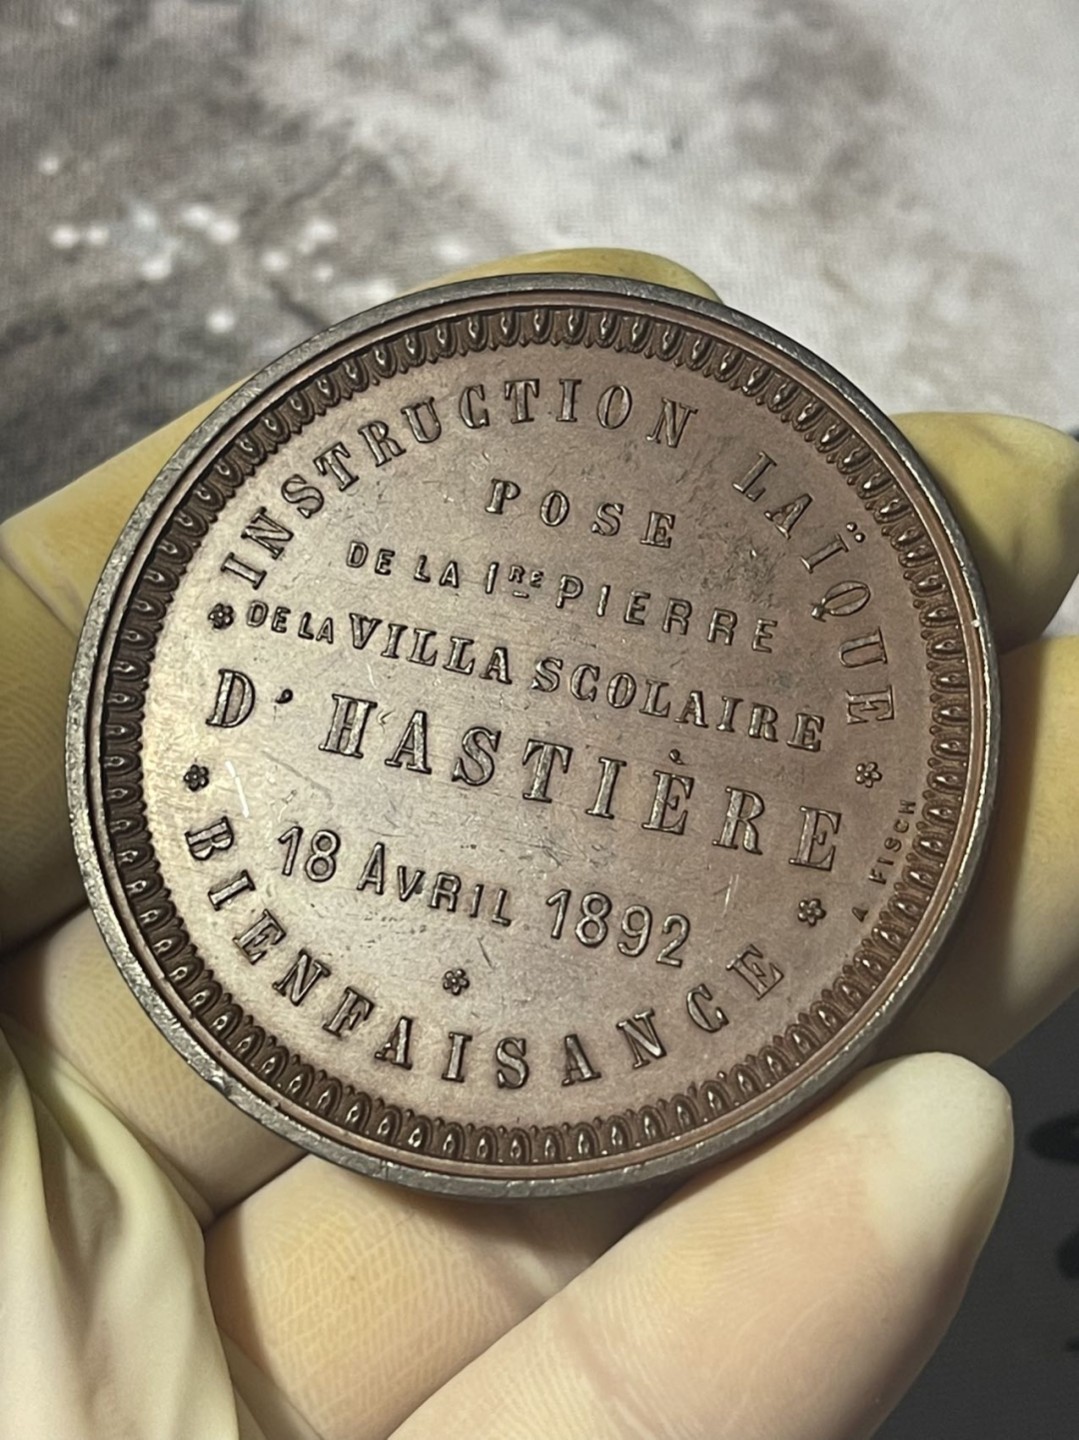 INSTRUCTION LAÏQUE
POSE
DE LA 1RE PIERRE
DE LA VILLA SCOLAIRE
D'HASTIÈRE
18 AVRIL 1892
BIENFAISANCE
A FISCH